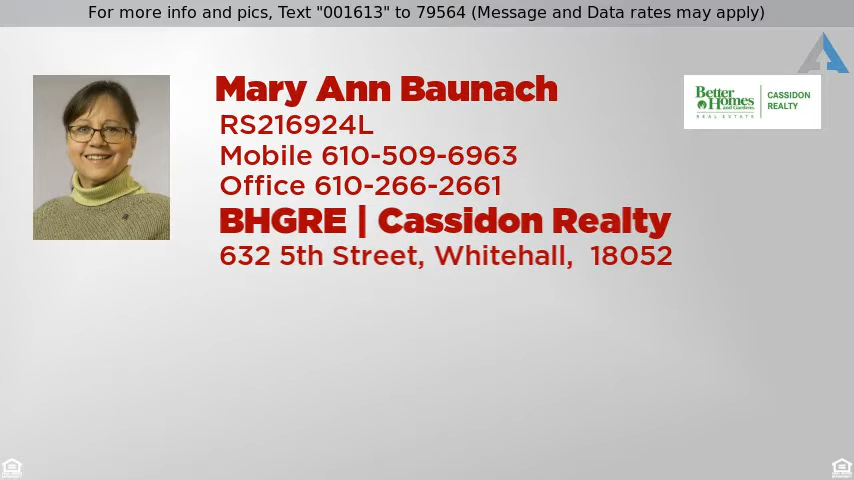 For more info and pics, Text "001613" to 79564 (Message and Data rates may apply)
Mary Ann Baunach
RS216924L
Mobile 610-509-6963
Office 610-266-2661
BHGRE | Cassidon Realty
632 5th Street, Whitehall,  18052
Better
Homes
and Gardens
REAL ESTATE
CASSIDON
REALTY